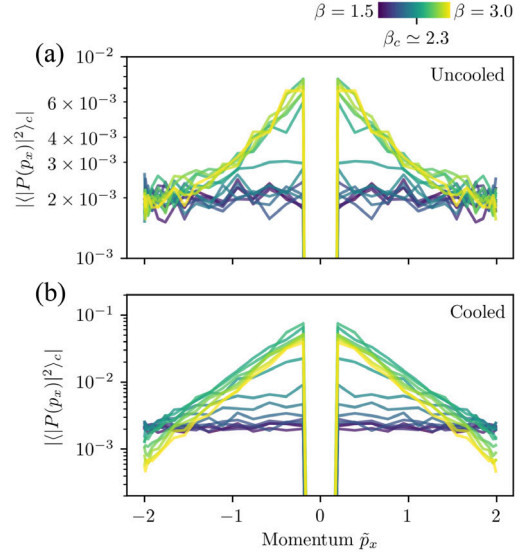 β = 1.5 β = 3.0
β_c ≃ 2.3
(a)
Uncooled
|⟨|P(p_x)|²⟩_c|
10⁻²
6 × 10⁻³
4 × 10⁻³
3 × 10⁻³
2 × 10⁻³
10⁻³
(b)
Cooled
|⟨|P(p_x)|²⟩_c|
10⁻¹
10⁻²
10⁻³
−2 −1 0 1 2
Momentum p̃_x